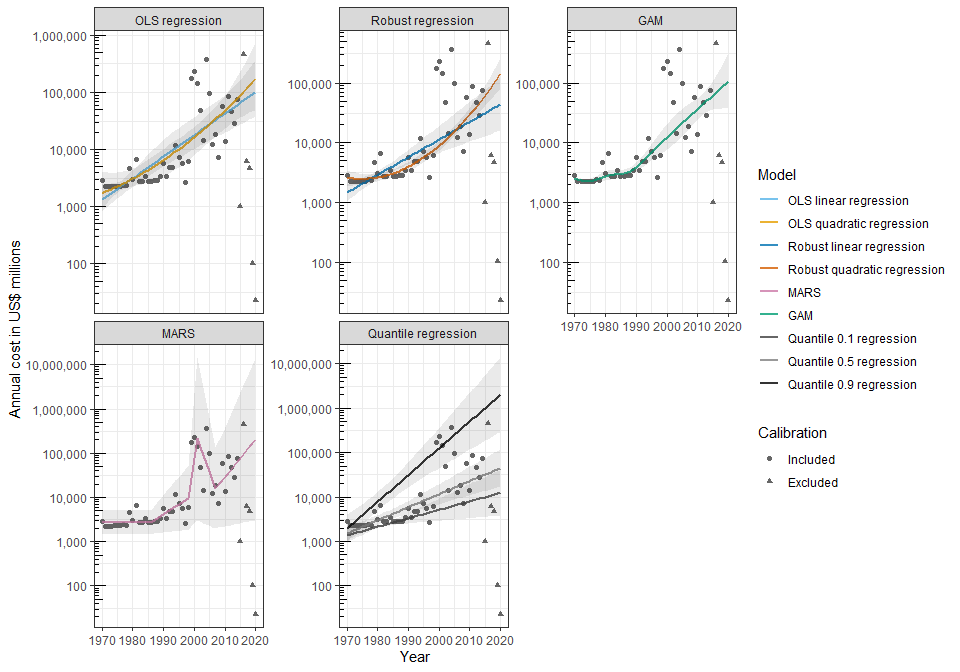 OLS regression
Robust regression
GAM
1,000,000
100,000
10,000
1,000
100
100,000
10,000
1,000
100
100,000
10,000
1,000
100
1970 1980 1990 2000 2010 2020
MARS
Quantile regression
10,000,000
1,000,000
100,000
10,000
1,000
100
10,000,000
1,000,000
100,000
10,000
1,000
100
1970 1980 1990 2000 2010 2020
1970 1980 1990 2000 2010 2020
Annual cost in US$ millions
Year
Model
OLS linear regression
OLS quadratic regression
Robust linear regression
Robust quadratic regression
MARS
GAM
Quantile 0.1 regression
Quantile 0.5 regression
Quantile 0.9 regression
Calibration
Included
Excluded